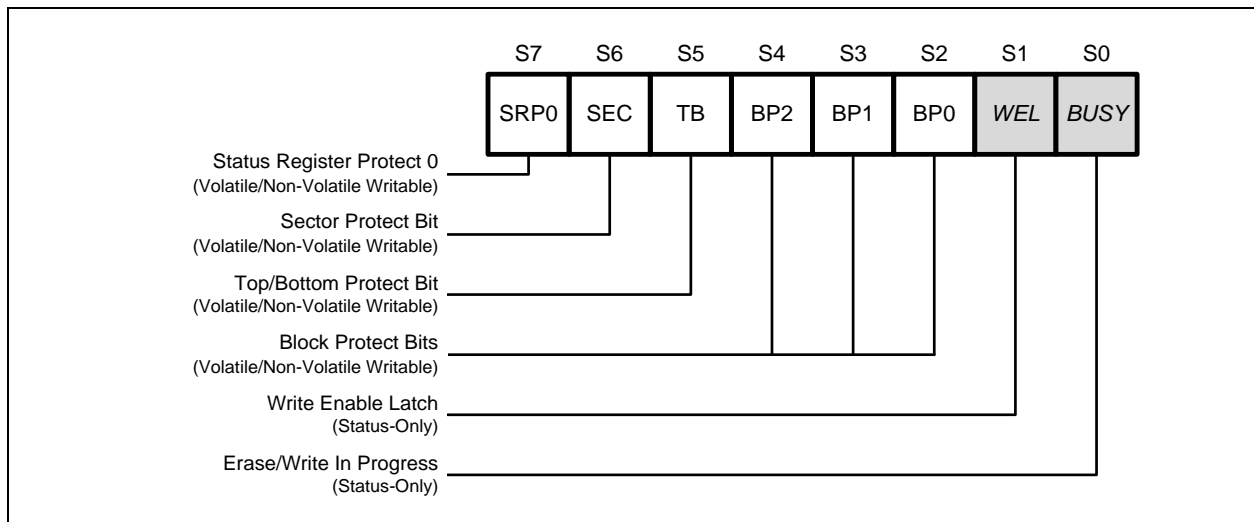 S7 S6 S5 S4 S3 S2 S1 S0
SRP0 SEC TB BP2 BP1 BP0 WEL BUSY
Status Register Protect 0
(Volatile/Non-Volatile Writable)
Sector Protect Bit
(Volatile/Non-Volatile Writable)
Top/Bottom Protect Bit
(Volatile/Non-Volatile Writable)
Block Protect Bits
(Volatile/Non-Volatile Writable)
Write Enable Latch
(Status-Only)
Erase/Write In Progress
(Status-Only)